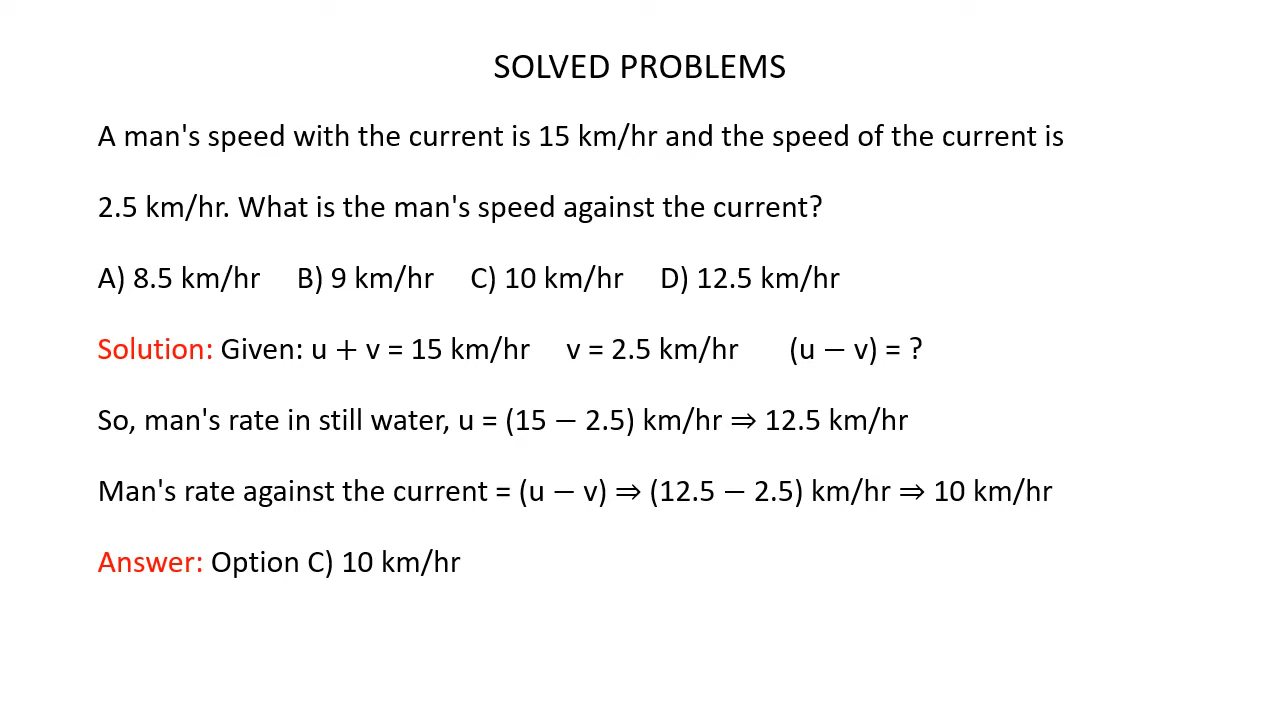 SOLVED PROBLEMS
A man's speed with the current is 15 km/hr and the speed of the current is
2.5 km/hr. What is the man's speed against the current?
A) 8.5 km/hr B) 9 km/hr C) 10 km/hr D) 12.5 km/hr
Solution: Given: u + v = 15 km/hr v = 2.5 km/hr (u − v) = ?
So, man's rate in still water, u = (15 − 2.5) km/hr ⇒ 12.5 km/hr
Man's rate against the current = (u − v) ⇒ (12.5 − 2.5) km/hr ⇒ 10 km/hr
Answer: Option C) 10 km/hr